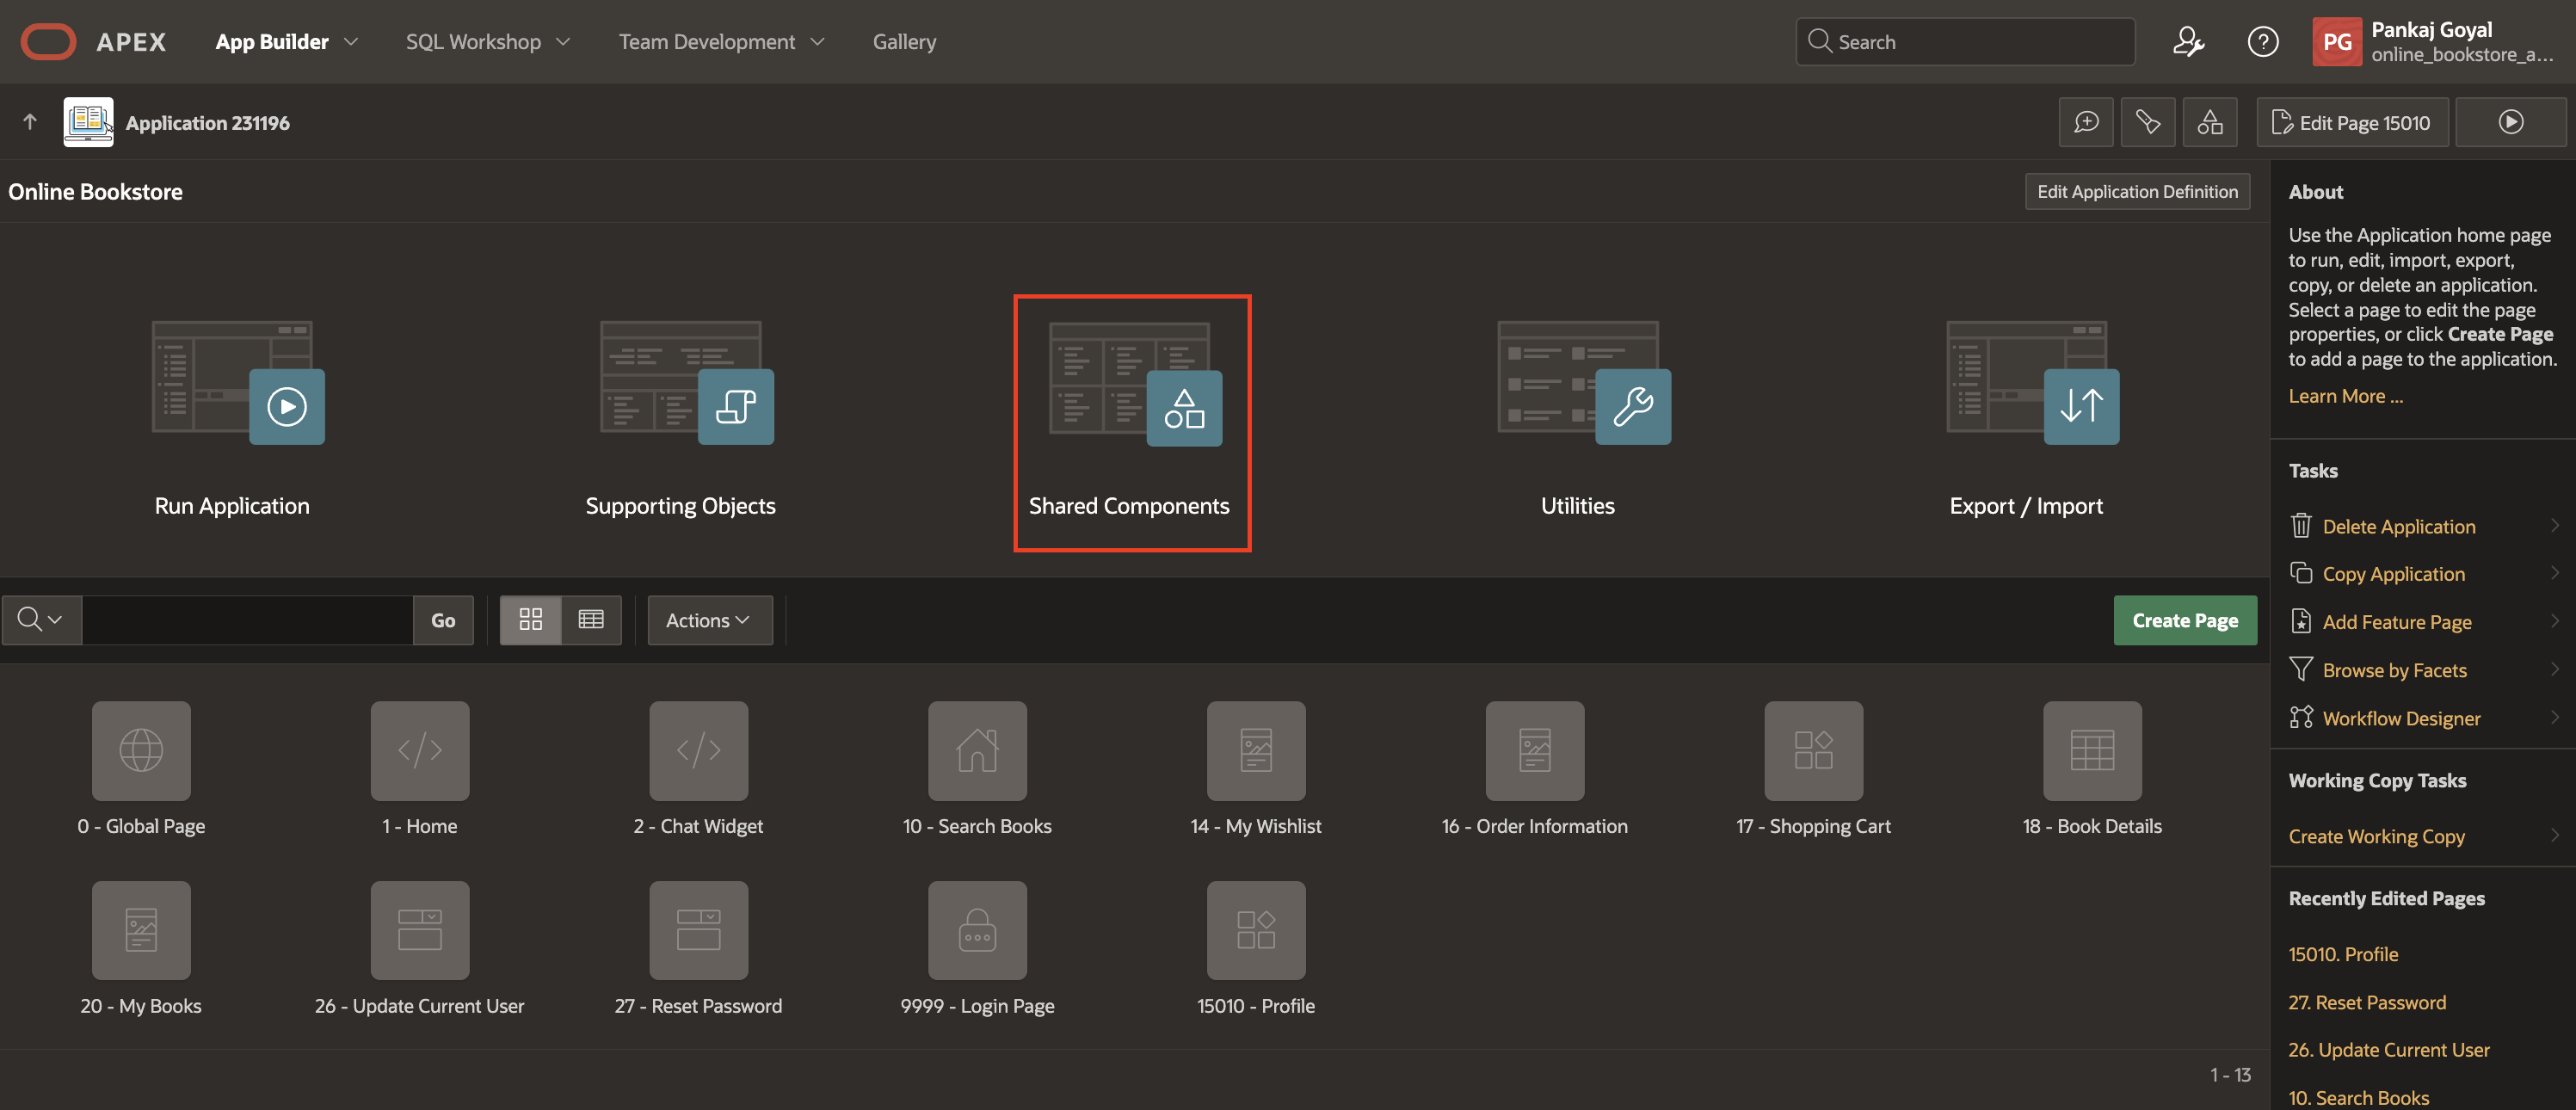 APEX
App Builder
SQL Workshop
Team Development
Gallery
Search
PG
Pankaj Goyal
online_bookstore_a...
Application 231196
Edit Page 15010
Online Bookstore
Edit Application Definition
Run Application
Supporting Objects
Shared Components
Utilities
Export / Import
Go
Actions
Create Page
0 - Global Page
1 - Home
2 - Chat Widget
10 - Search Books
14 - My Wishlist
16 - Order Information
17 - Shopping Cart
18 - Book Details
20 - My Books
26 - Update Current User
27 - Reset Password
9999 - Login Page
15010 - Profile
1 - 13
About
Use the Application home page
to run, edit, import, export,
copy, or delete an application.
Select a page to edit the page
properties, or click Create Page
to add a page to the application.
Learn More ...
Tasks
Delete Application
Copy Application
Add Feature Page
Browse by Facets
Workflow Designer
Working Copy Tasks
Create Working Copy
Recently Edited Pages
15010. Profile
27. Reset Password
26. Update Current User
10. Search Books